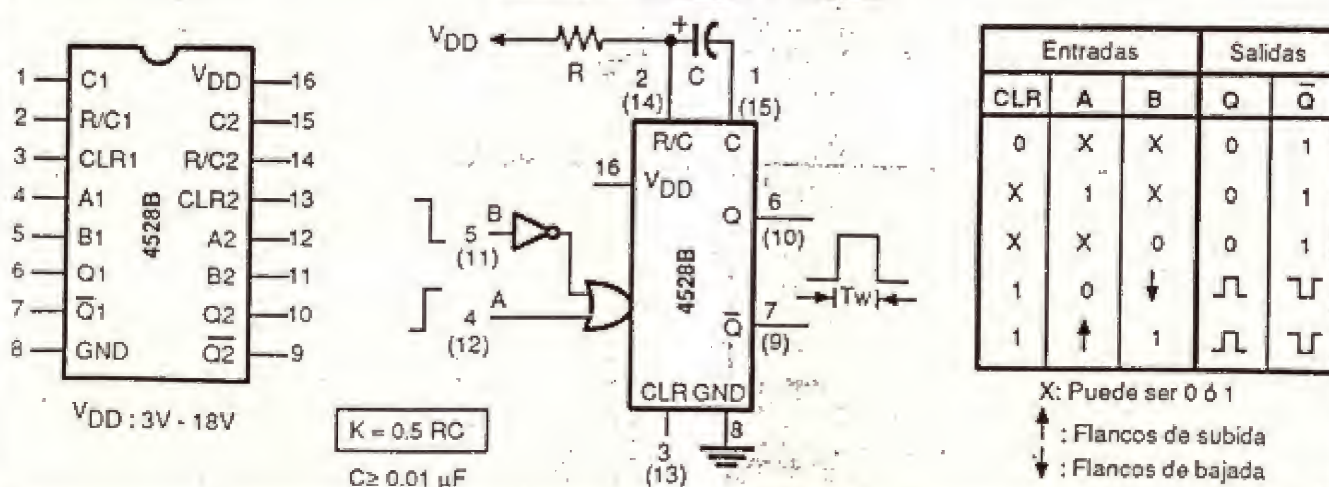 1 C1 VDD 16
2 R/C1 C2 15
3 CLR1 R/C2 14
4 A1 CLR2 13
5 B1 A2 12
6 Q1 B2 11
7 Q̅1 Q2 10
8 GND Q̅2̅ 9
4528B
VDD : 3V - 18V
VDD
R
+
C
2
(14)
1
(15)
R/C C
16
VDD
B
5
(11)
A
4
(12)
4528B
Q
6
(10)
Q̅
7
(9)
Tw
CLR GND
3
(13)
8
K = 0.5 RC
C≥ 0.01 µF
Entradas Salidas
CLR A B Q Q̅
0 X X 0 1
X 1 X 0 1
X X 0 0 1
1 0 ↓
1 ↑ 1
X: Puede ser 0 ó 1
↑ : Flancos de subida
↓ : Flancos de bajada